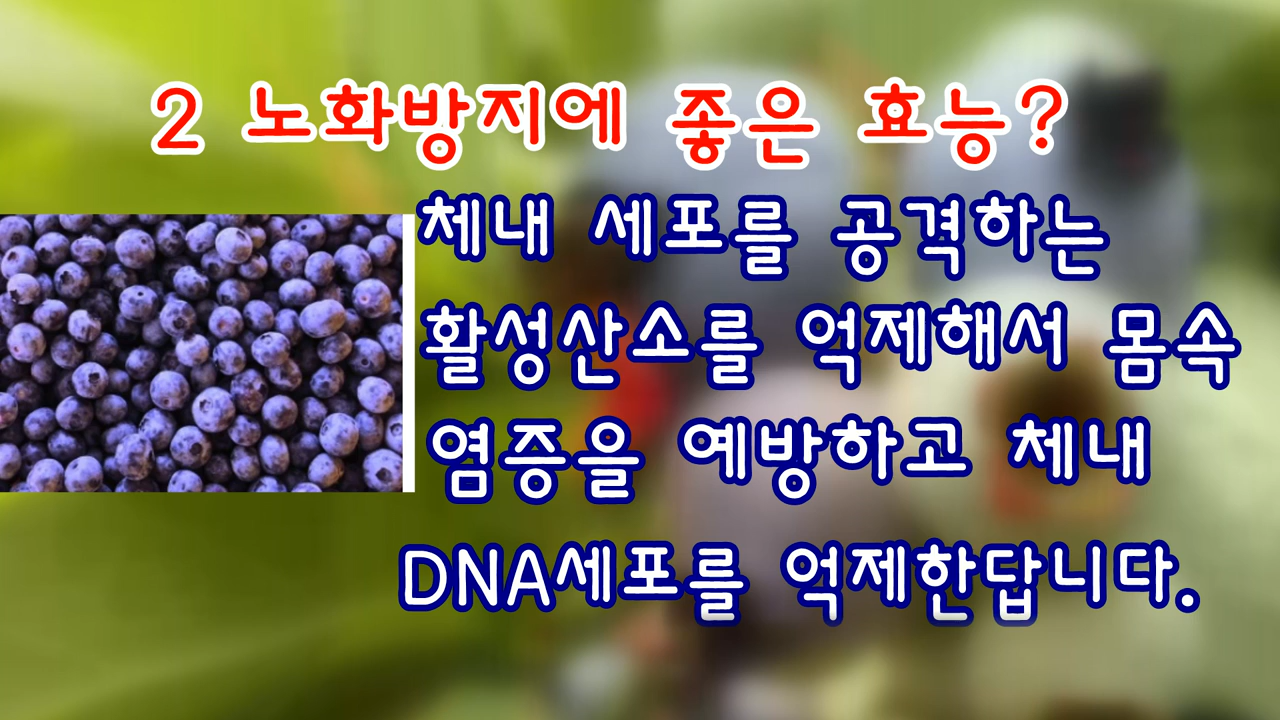 2 노화방지에 좋은 효능?
체내 세포를 공격하는
활성산소를 억제해서 몸속
염증을 예방하고 체내
DNA세포를 억제한답니다.